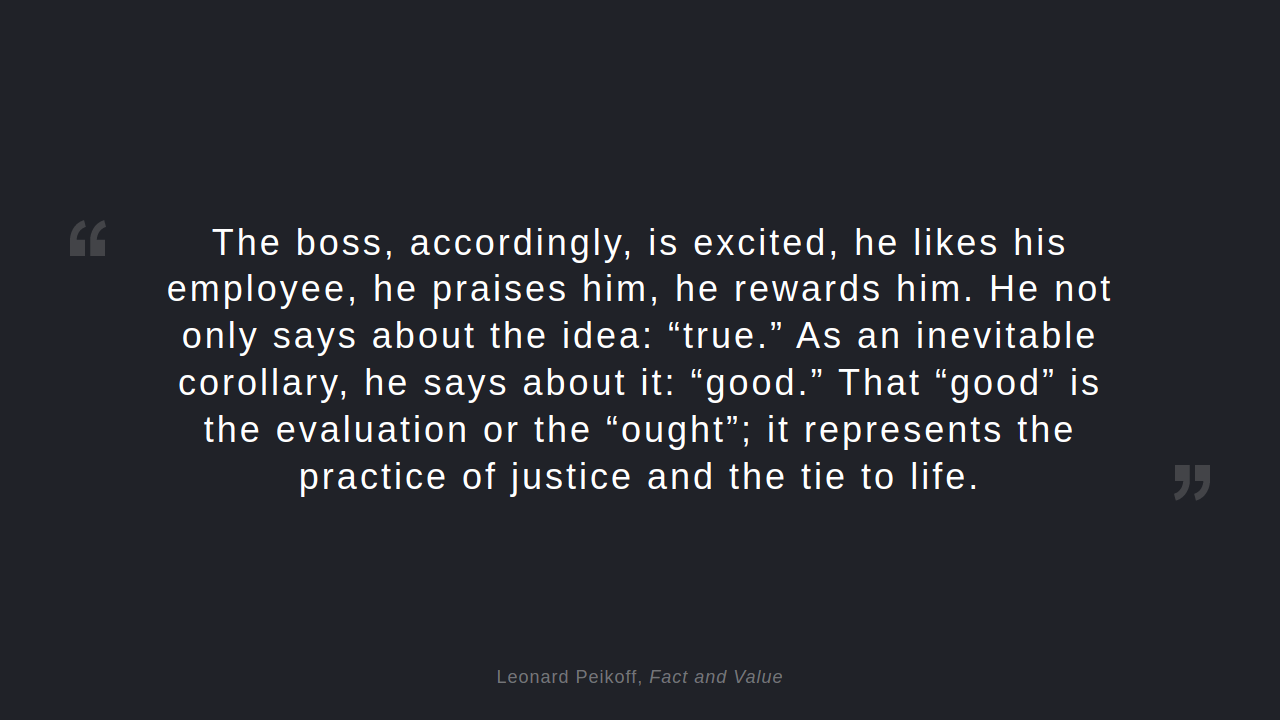 The boss, accordingly, is excited, he likes his
employee, he praises him, he rewards him. He not
only says about the idea: “true.” As an inevitable
corollary, he says about it: “good.” That “good” is
the evaluation or the “ought”; it represents the
practice of justice and the tie to life.
Leonard Peikoff, Fact and Value